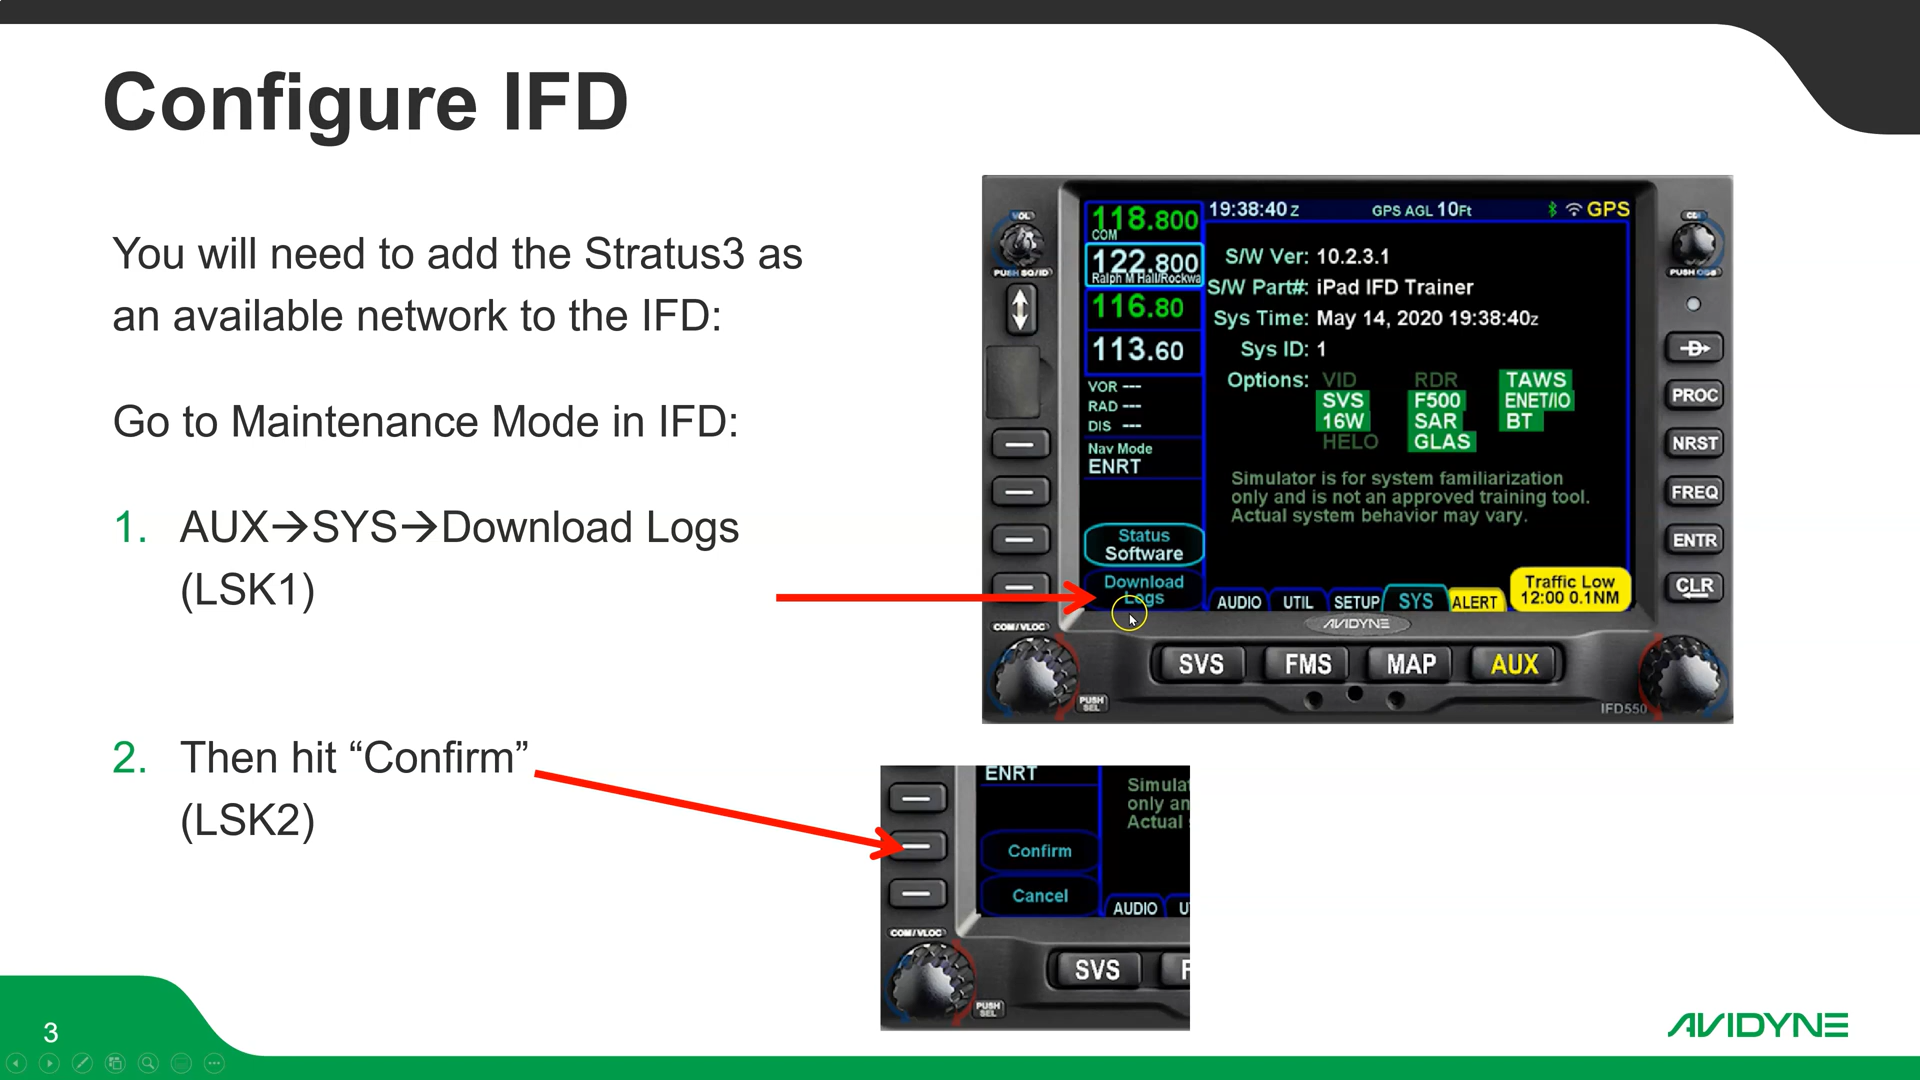 Configure IFD
You will need to add the Stratus3 as
an available network to the IFD:
Go to Maintenance Mode in IFD:
1. AUX→SYS→Download Logs
(LSK1)
2. Then hit “Confirm”
(LSK2)
VOL
PUSH SQ/ID
118.800
COM
122.800
Ralph M Hall/Rockwa
116.80
113.60
VOR ---
RAD ---
DIS ---
Nav Mode
ENRT
Status
Software
Download
Logs
19:38:40 Z
GPS AGL 10Ft
GPS
S/W Ver: 10.2.3.1
S/W Part#: iPad IFD Trainer
Sys Time: May 14, 2020 19:38:40z
Sys ID: 1
Options: VID RDR TAWS
SVS F500 ENET/IO
16W SAR BT
HELO GLAS
Simulator is for system familiarization
only and is not an approved training tool.
Actual system behavior may vary.
Traffic Low
12:00 0.1NM
AUDIO UTIL SETUP SYS ALERT
AVIDYNE
COM/VLOC
PUSH
SEL
SVS FMS MAP AUX
IFD550
D
PROC
NRST
FREQ
ENTR
CLR
ENRT
Simula
only an
Actual
Confirm
Cancel
AUDIO U
COM/VLOC
SVS F
PUSH
SEL
3
AVIDYNE